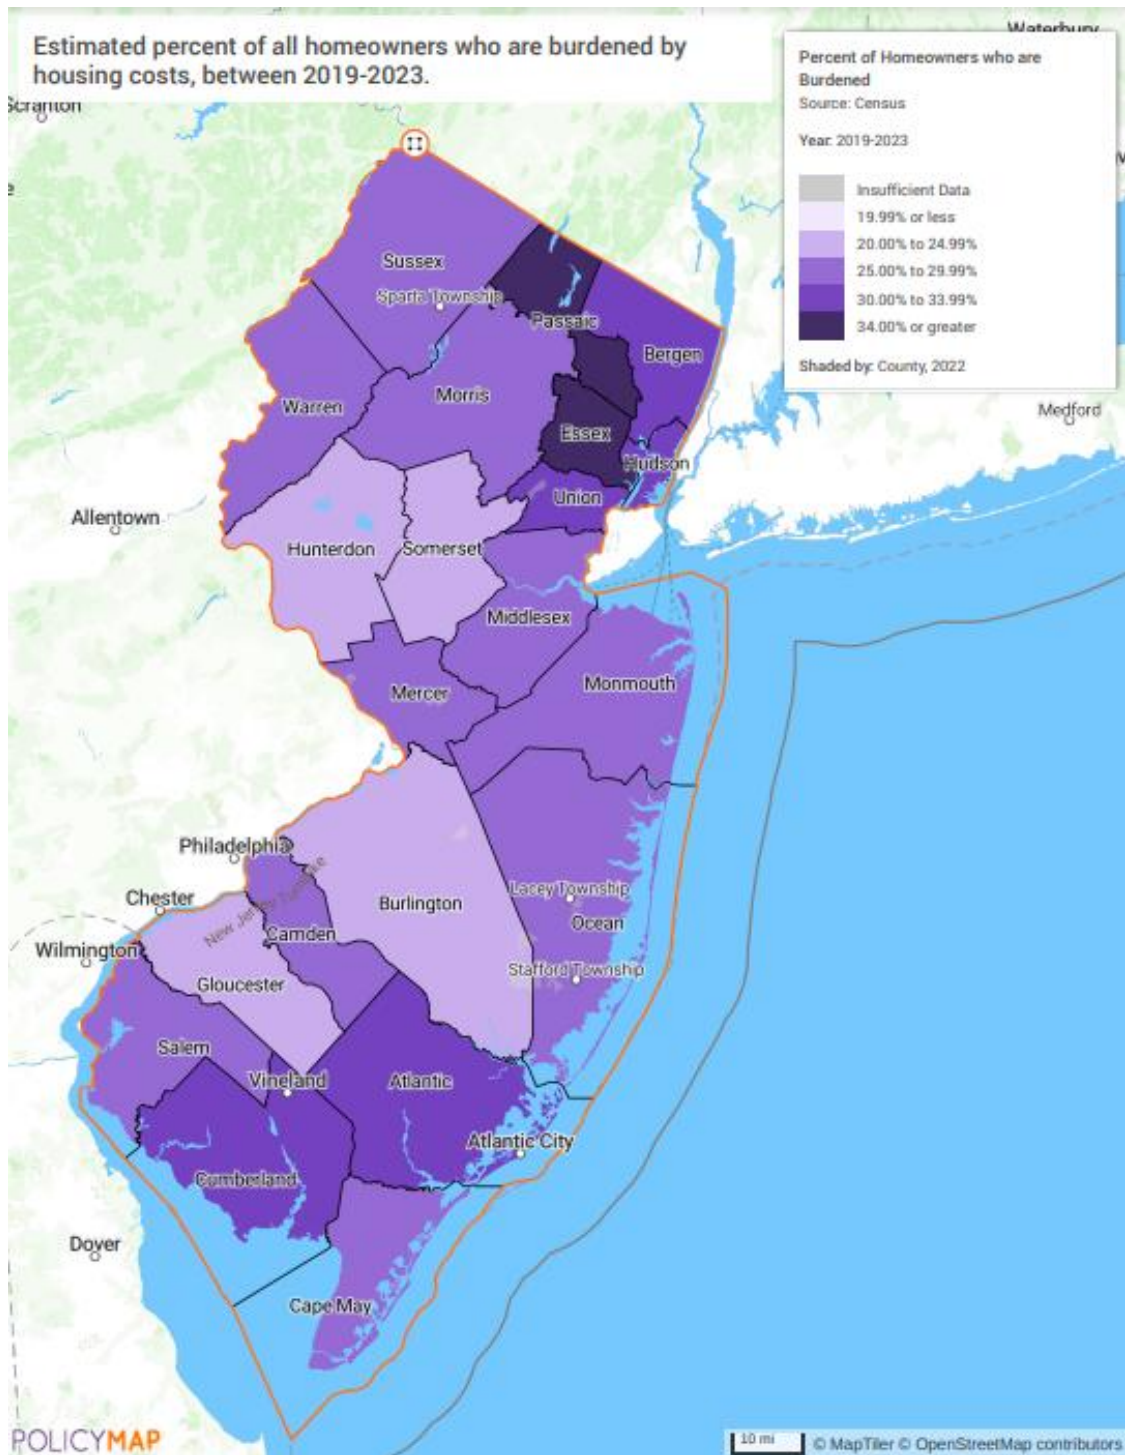 Estimated percent of all homeowners who are burdened by
housing costs, between 2019-2023.
Waterbury
Percent of Homeowners who are
Burdened
Source: Census
Year: 2019-2023
Insufficient Data
19.99% or less
20.00% to 24.99%
25.00% to 29.99%
30.00% to 33.99%
34.00% or greater
Shaded by: County, 2022
Scranton
Sussex
Sparta Township
Passaic
Bergen
Morris
Warren
Medford
Essex
Hudson
Union
Allentown
Hunterdon
Somerset
Middlesex
Monmouth
Mercer
Philadelphia
Lacey Township
Chester
Burlington
New Jersey Turnpike
Ocean
Camden
Wilmington
Stafford Township
Gloucester
Salem
Vineland
Atlantic
Atlantic City
Cumberland
Dover
Cape May
POLICYMAP
10 mi
© MapTiler © OpenStreetMap contributors